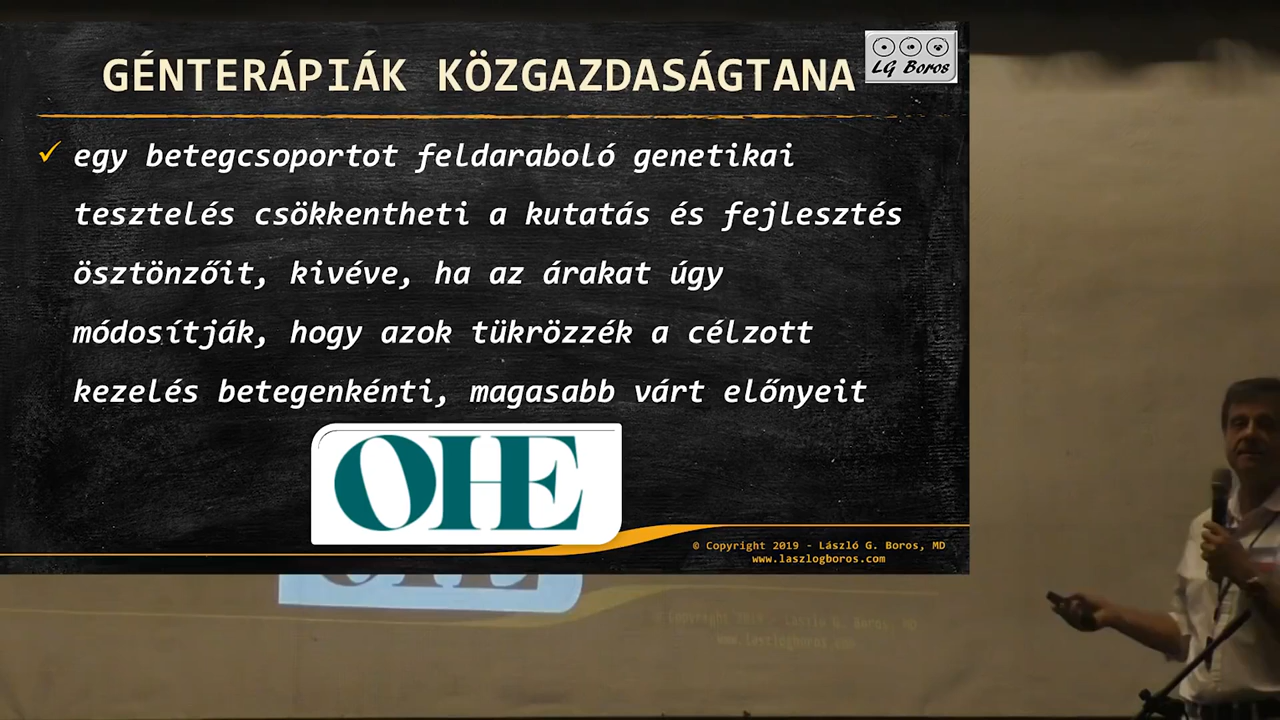 GÉNTERÁPIÁK KÖZGAZDASÁGTANA
LG Boros
✓ egy betegcsoportot feldaraboló genetikai
tesztelés csökkentheti a kutatás és fejlesztés
ösztönzőit, kivéve, ha az árakat úgy
módosítják, hogy azok tükrözzék a célzott
kezelés betegenkénti, magasabb várt előnyeit
OHE
© Copyright 2019 - László G. Boros, MD
www.laszlogboros.com